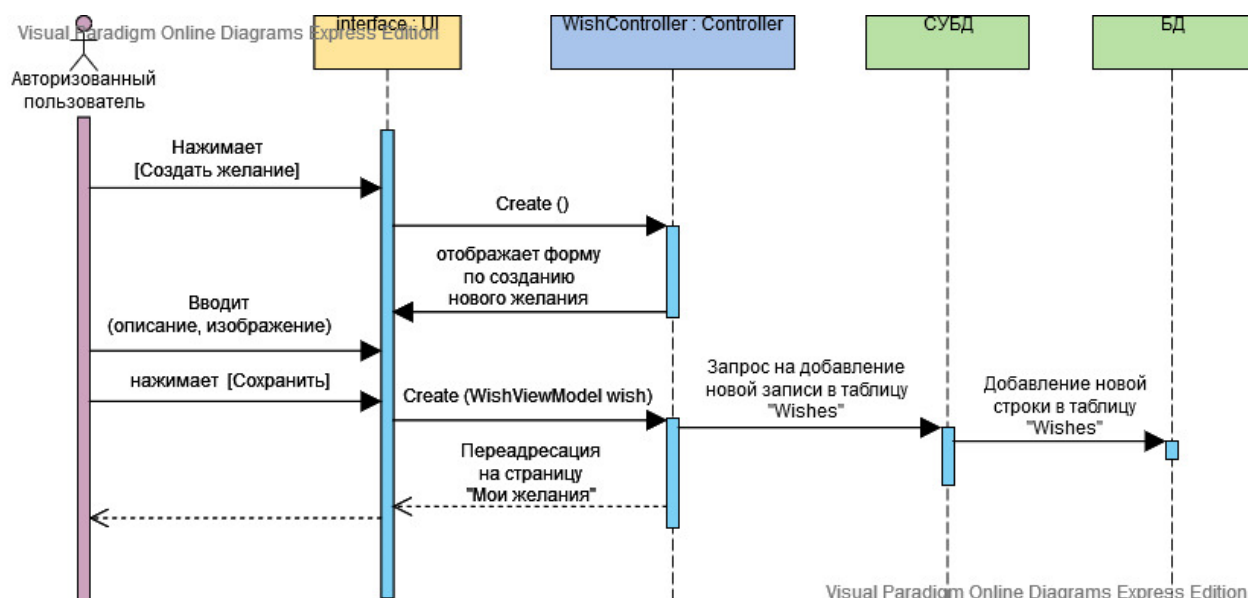 Visual Paradigm Online Diagrams Express Edition
interface : UI
WishController : Controller
СУБД
БД
Авторизованный
пользователь
Нажимает
[Создать желание]
Create ()
отображает форму
по созданию
нового желания
Вводит
(описание, изображение)
нажимает [Сохранить]
Create (WishViewModel wish)
Запрос на добавление
новой записи в таблицу
"Wishes"
Добавление новой
строки в таблицу
"Wishes"
Переадресация
на страницу
"Мои желания"
Visual Paradigm Online Diagrams Express Edition